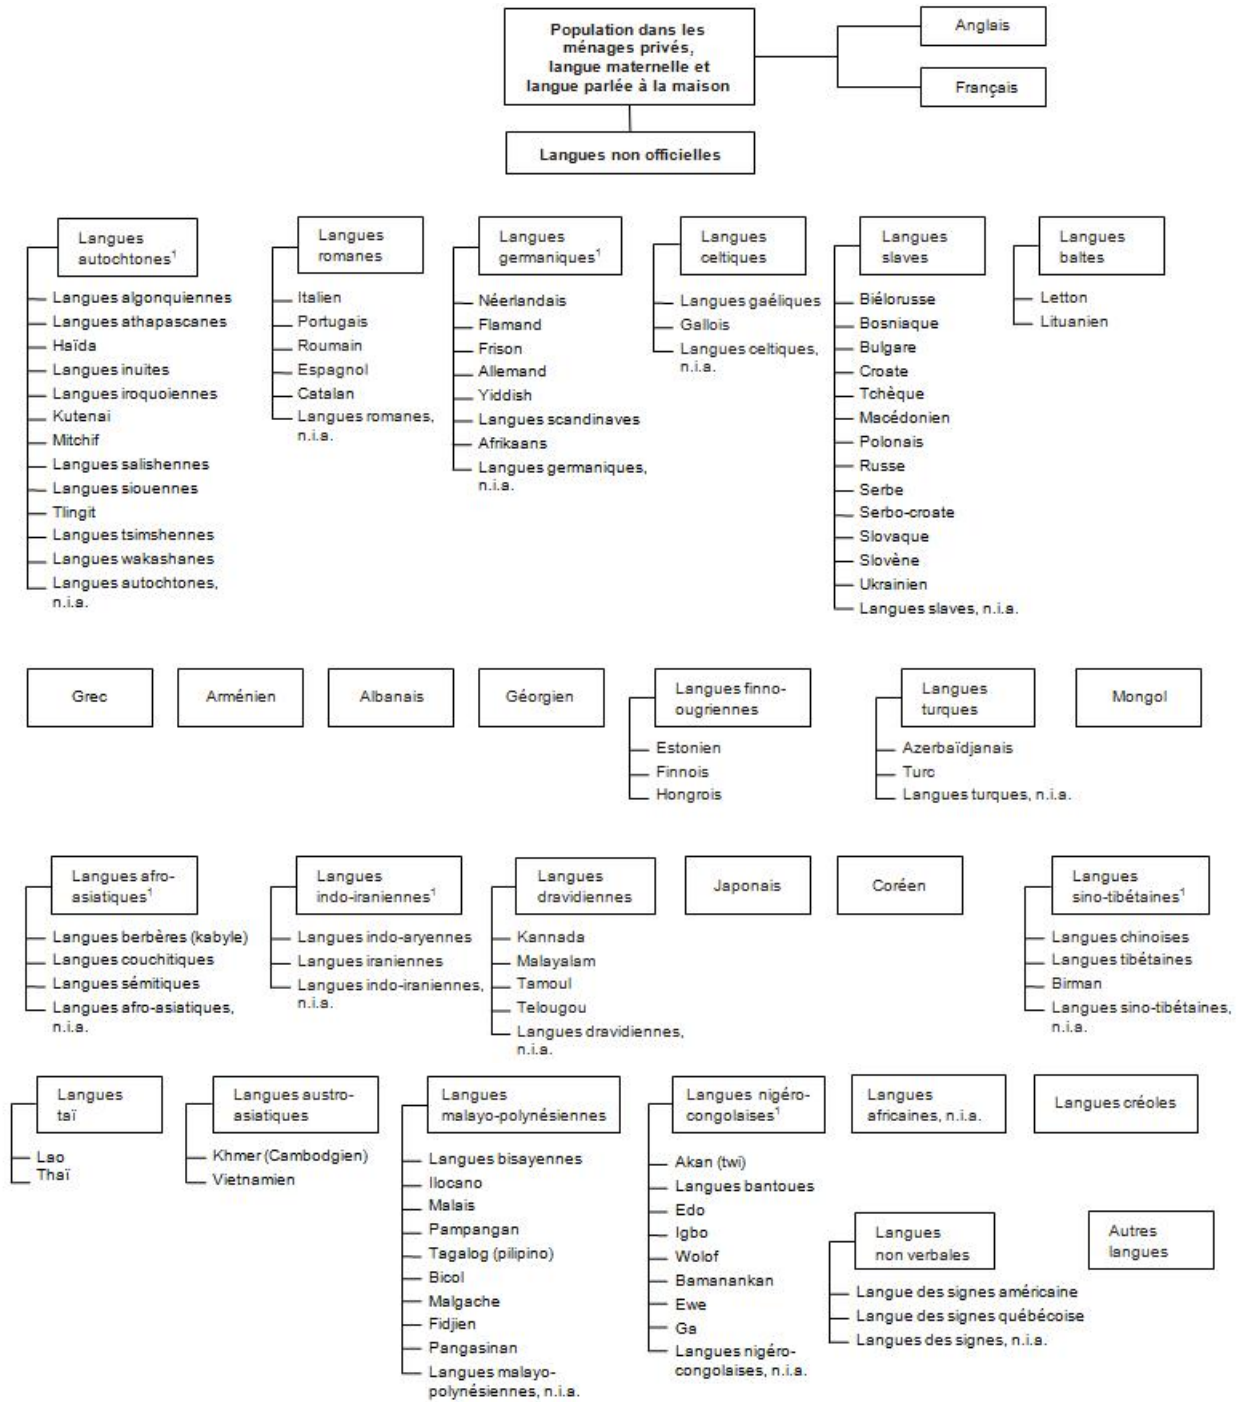 Population dans les
ménages privés,
langue maternelle et
langue parlée à la maison
Anglais
Français
Langues non officielles
Langues
autochtones¹
Langues algonquiennes
Langues athapascanes
Haïda
Langues inuites
Langues iroquoiennes
Kutenai
Mitchif
Langues salishennes
Langues siouennes
Tlingit
Langues tsimshennes
Langues wakashanes
Langues autochtones,
n.i.a.
Langues
romanes
Italien
Portugais
Roumain
Espagnol
Catalan
Langues romanes,
n.i.a.
Langues
germaniques¹
Néerlandais
Flamand
Frison
Allemand
Yiddish
Langues scandinaves
Afrikaans
Langues germaniques,
n.i.a.
Langues
celtiques
Langues gaéliques
Gallois
Langues celtiques,
n.i.a.
Langues
slaves
Biélorusse
Bosniaque
Bulgare
Croate
Tchèque
Macédonien
Polonais
Russe
Serbe
Serbo-croate
Slovaque
Slovène
Ukrainien
Langues slaves, n.i.a.
Langues
baltes
Letton
Lituanien
Grec
Arménien
Albanais
Géorgien
Langues finno-
ougriennes
Estonien
Finnois
Hongrois
Langues
turques
Azerbaïdjanais
Turc
Langues turques, n.i.a.
Mongol
Langues afro-
asiatiques¹
Langues berbères (kabyle)
Langues couchitiques
Langues sémitiques
Langues afro-asiatiques,
n.i.a.
Langues
indo-iraniennes¹
Langues indo-aryennes
Langues iraniennes
Langues indo-iraniennes,
n.i.a.
Langues
dravidiennes
Kannada
Malayalam
Tamoul
Telougou
Langues dravidiennes,
n.i.a.
Japonais
Coréen
Langues
sino-tibétaines¹
Langues chinoises
Langues tibétaines
Birman
Langues sino-tibétaines,
n.i.a.
Langues
taï
Lao
Thaï
Langues austro-
asiatiques
Khmer (Cambodgien)
Vietnamien
Langues
malayo-polynésiennes
Langues bisayennes
Ilocano
Malais
Pampangan
Tagalog (pilipino)
Bicol
Malgache
Fidjien
Pangasinan
Langues malayo-
polynésiennes, n.i.a.
Langues nigéro-
congolaises¹
Akan (twi)
Langues bantoues
Edo
Igbo
Wolof
Bamanankan
Ewe
Ga
Langues nigéro-
congolaises, n.i.a.
Langues
africaines, n.i.a.
Langues créoles
Langues
non verbales
Langue des signes américaine
Langue des signes québécoise
Langues des signes, n.i.a.
Autres
langues